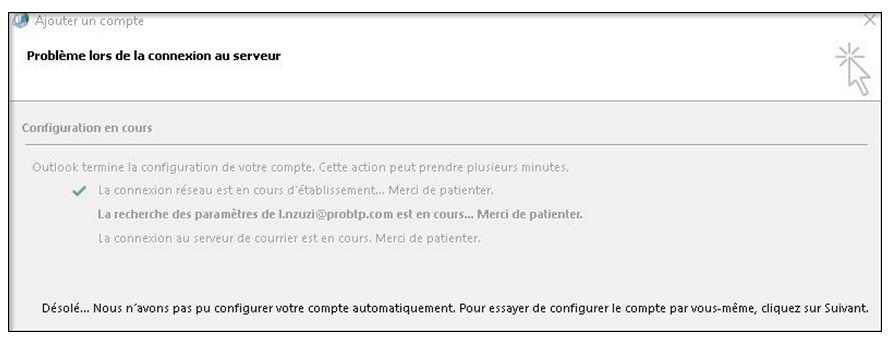 Ajouter un compte
Problème lors de la connexion au serveur
Configuration en cours
Outlook termine la configuration de votre compte. Cette action peut prendre plusieurs minutes.
La connexion réseau est en cours d'établissement... Merci de patienter.
La recherche des paramètres de l.nzuzi@probtp.com est en cours... Merci de patienter.
La connexion au serveur de courrier est en cours. Merci de patienter.
Désolé... Nous n'avons pas pu configurer votre compte automatiquement. Pour essayer de configurer le compte par vous-même, cliquez sur Suivant.